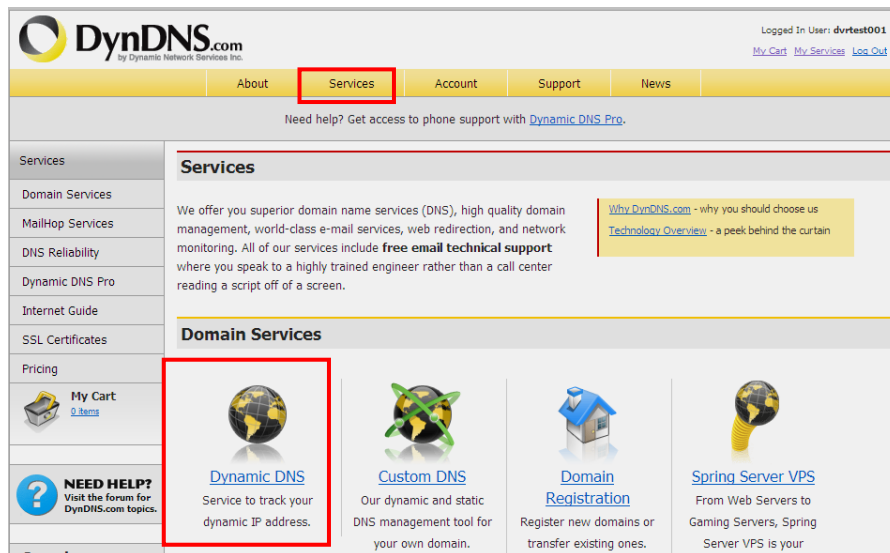 DynDNS.com
by Dynamic Network Services Inc.
Logged In User: dvrtest001
My Cart My Services Log Out
About Services Account Support News
Need help? Get access to phone support with Dynamic DNS Pro.
Services
Domain Services
MailHop Services
DNS Reliability
Dynamic DNS Pro
Internet Guide
SSL Certificates
Pricing
My Cart
0 items
NEED HELP?
Visit the forum for
DynDNS.com topics.
Services
We offer you superior domain name services (DNS), high quality domain
management, world-class e-mail services, web redirection, and network
monitoring. All of our services include free email technical support
where you speak to a highly trained engineer rather than a call center
reading a script off of a screen.
Why DynDNS.com - why you should choose us
Technology Overview - a peek behind the curtain
Domain Services
Dynamic DNS
Service to track your
dynamic IP address.
Custom DNS
Our dynamic and static
DNS management tool for
your own domain.
Domain
Registration
Register new domains or
transfer existing ones.
Spring Server VPS
From Web Servers to
Gaming Servers, Spring
Server VPS is your